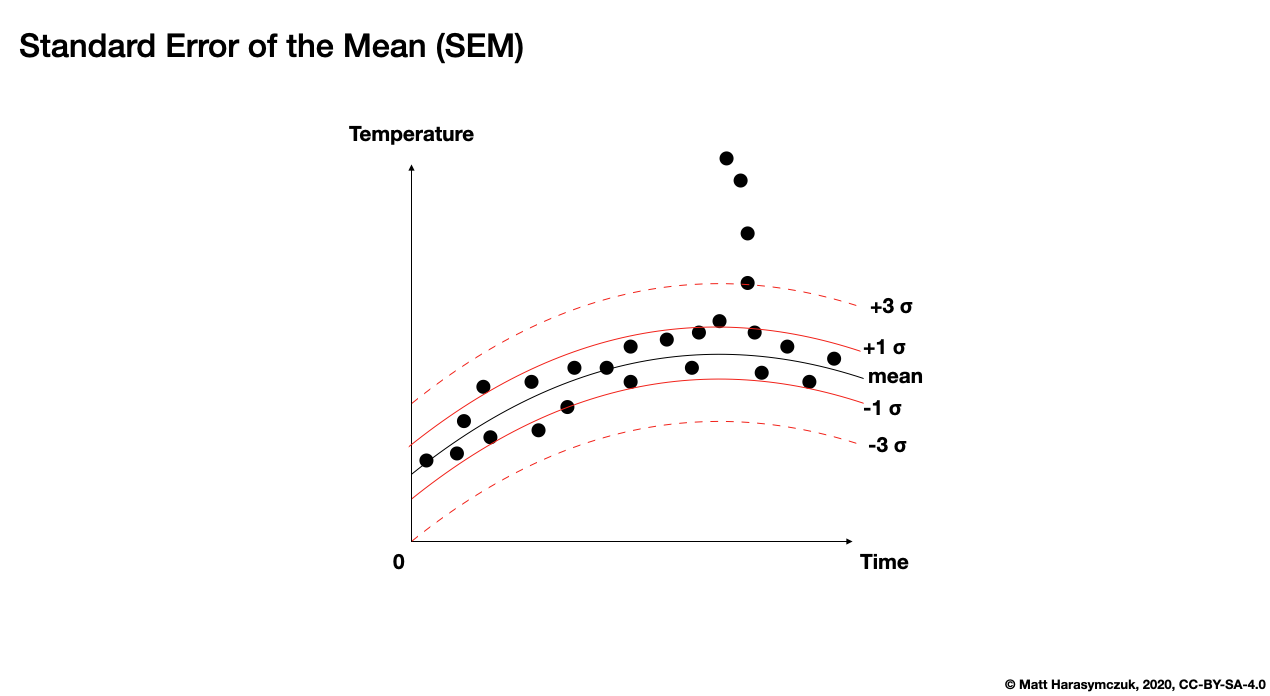 Standard Error of the Mean (SEM)
Temperature
+3 σ
+1 σ
mean
-1 σ
-3 σ
0
Time
© Matt Harasymczuk, 2020, CC-BY-SA-4.0